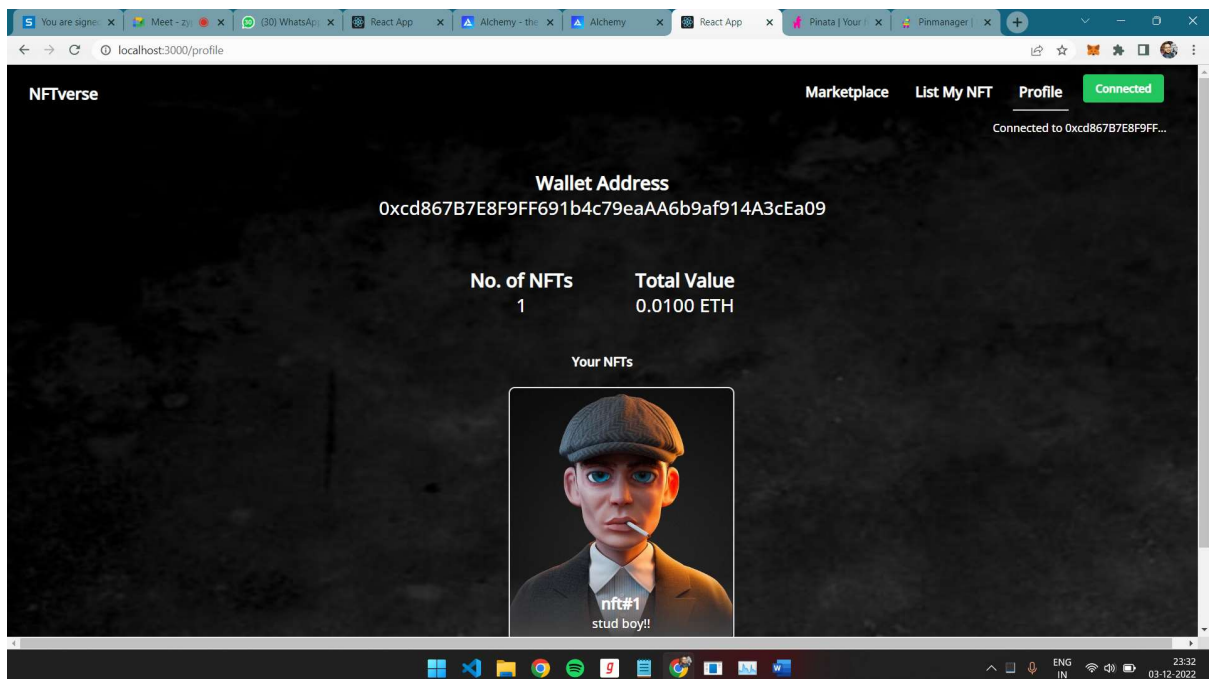 You are signe
Meet - zy
(30) WhatsAp
React App
Alchemy - the
Alchemy
React App
Pinata | Your
Pinmanager |
localhost:3000/profile
NFTverse
Marketplace
List My NFT
Profile
Connected
Connected to 0xcd867B7E8F9FF...
Wallet Address
0xcd867B7E8F9FF691b4c79eaAA6b9af914A3cEa09
No. of NFTs
Total Value
1
0.0100 ETH
Your NFTs
nft#1
stud boy!!
ENG
IN
23:32
03-12-2022